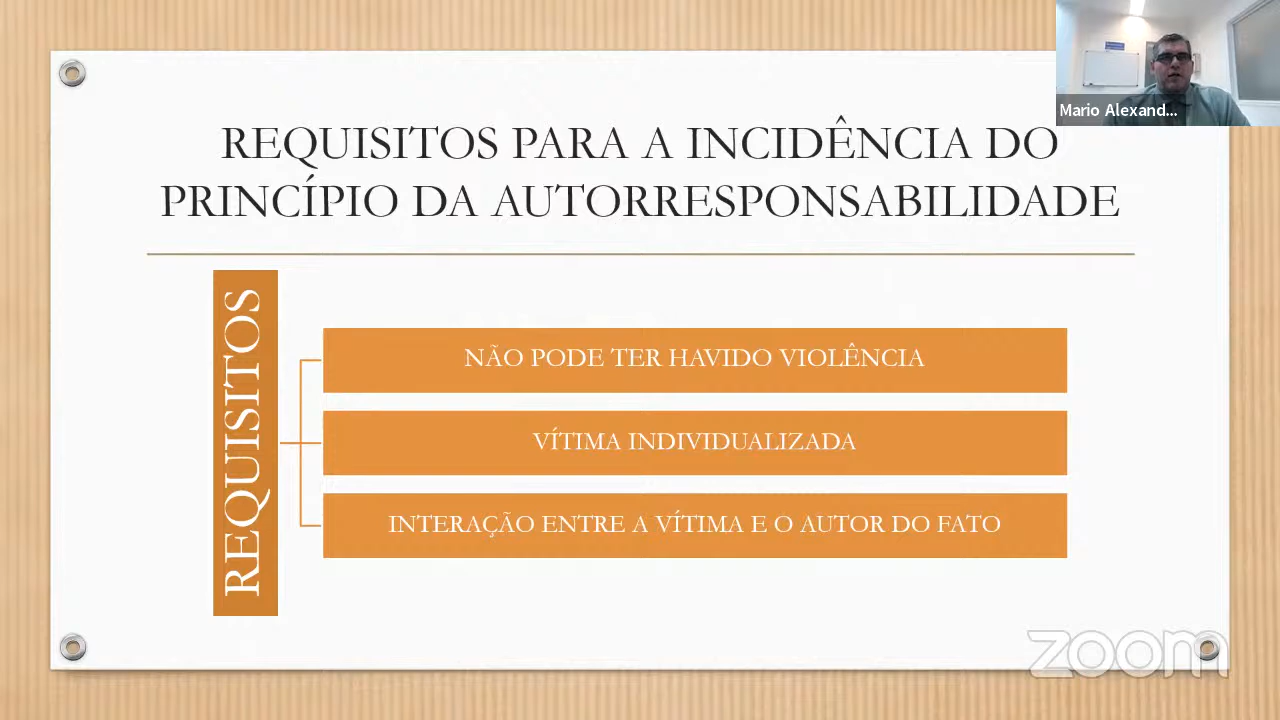 Mario Alexand...
REQUISITOS PARA A INCIDÊNCIA DO
PRINCÍPIO DA AUTORRESPONSABILIDADE
REQUISITOS
NÃO PODE TER HAVIDO VIOLÊNCIA
VÍTIMA INDIVIDUALIZADA
INTERAÇÃO ENTRE A VÍTIMA E O AUTOR DO FATO
zoom